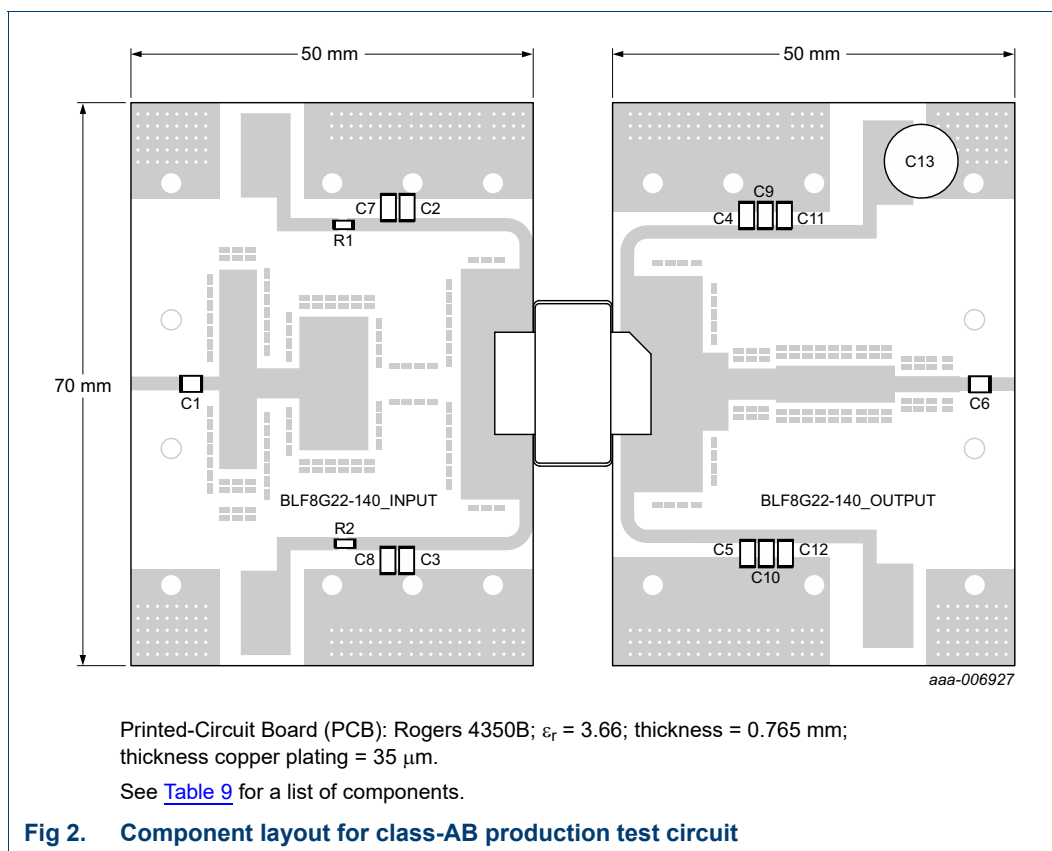 50 mm
50 mm
70 mm
C13
C7
C2
R1
C9
C4
C11
C1
C6
BLF8G22-140_INPUT
BLF8G22-140_OUTPUT
R2
C8
C3
C5
C12
C10
aaa-006927
Printed-Circuit Board (PCB): Rogers 4350B; εr = 3.66; thickness = 0.765 mm;
thickness copper plating = 35 μm.
See Table 9 for a list of components.
Fig 2. Component layout for class-AB production test circuit